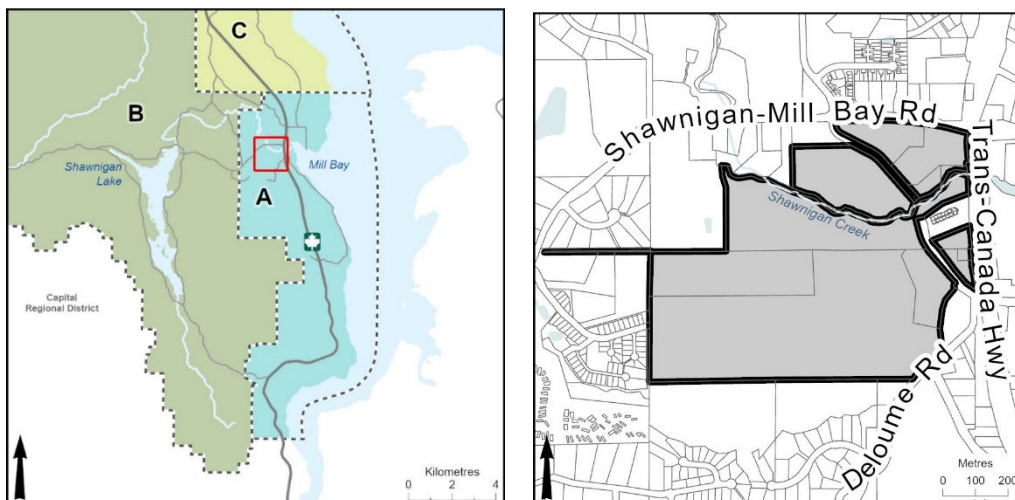 C
B
Shawnigan
Lake
Mill Bay
A
Capital
Regional District
Kilometres
0 2 4
Shawnigan-Mill Bay Rd
Trans-Canada Hwy
Shawnigan Creek
Deloume Rd
Metres
0 100 200